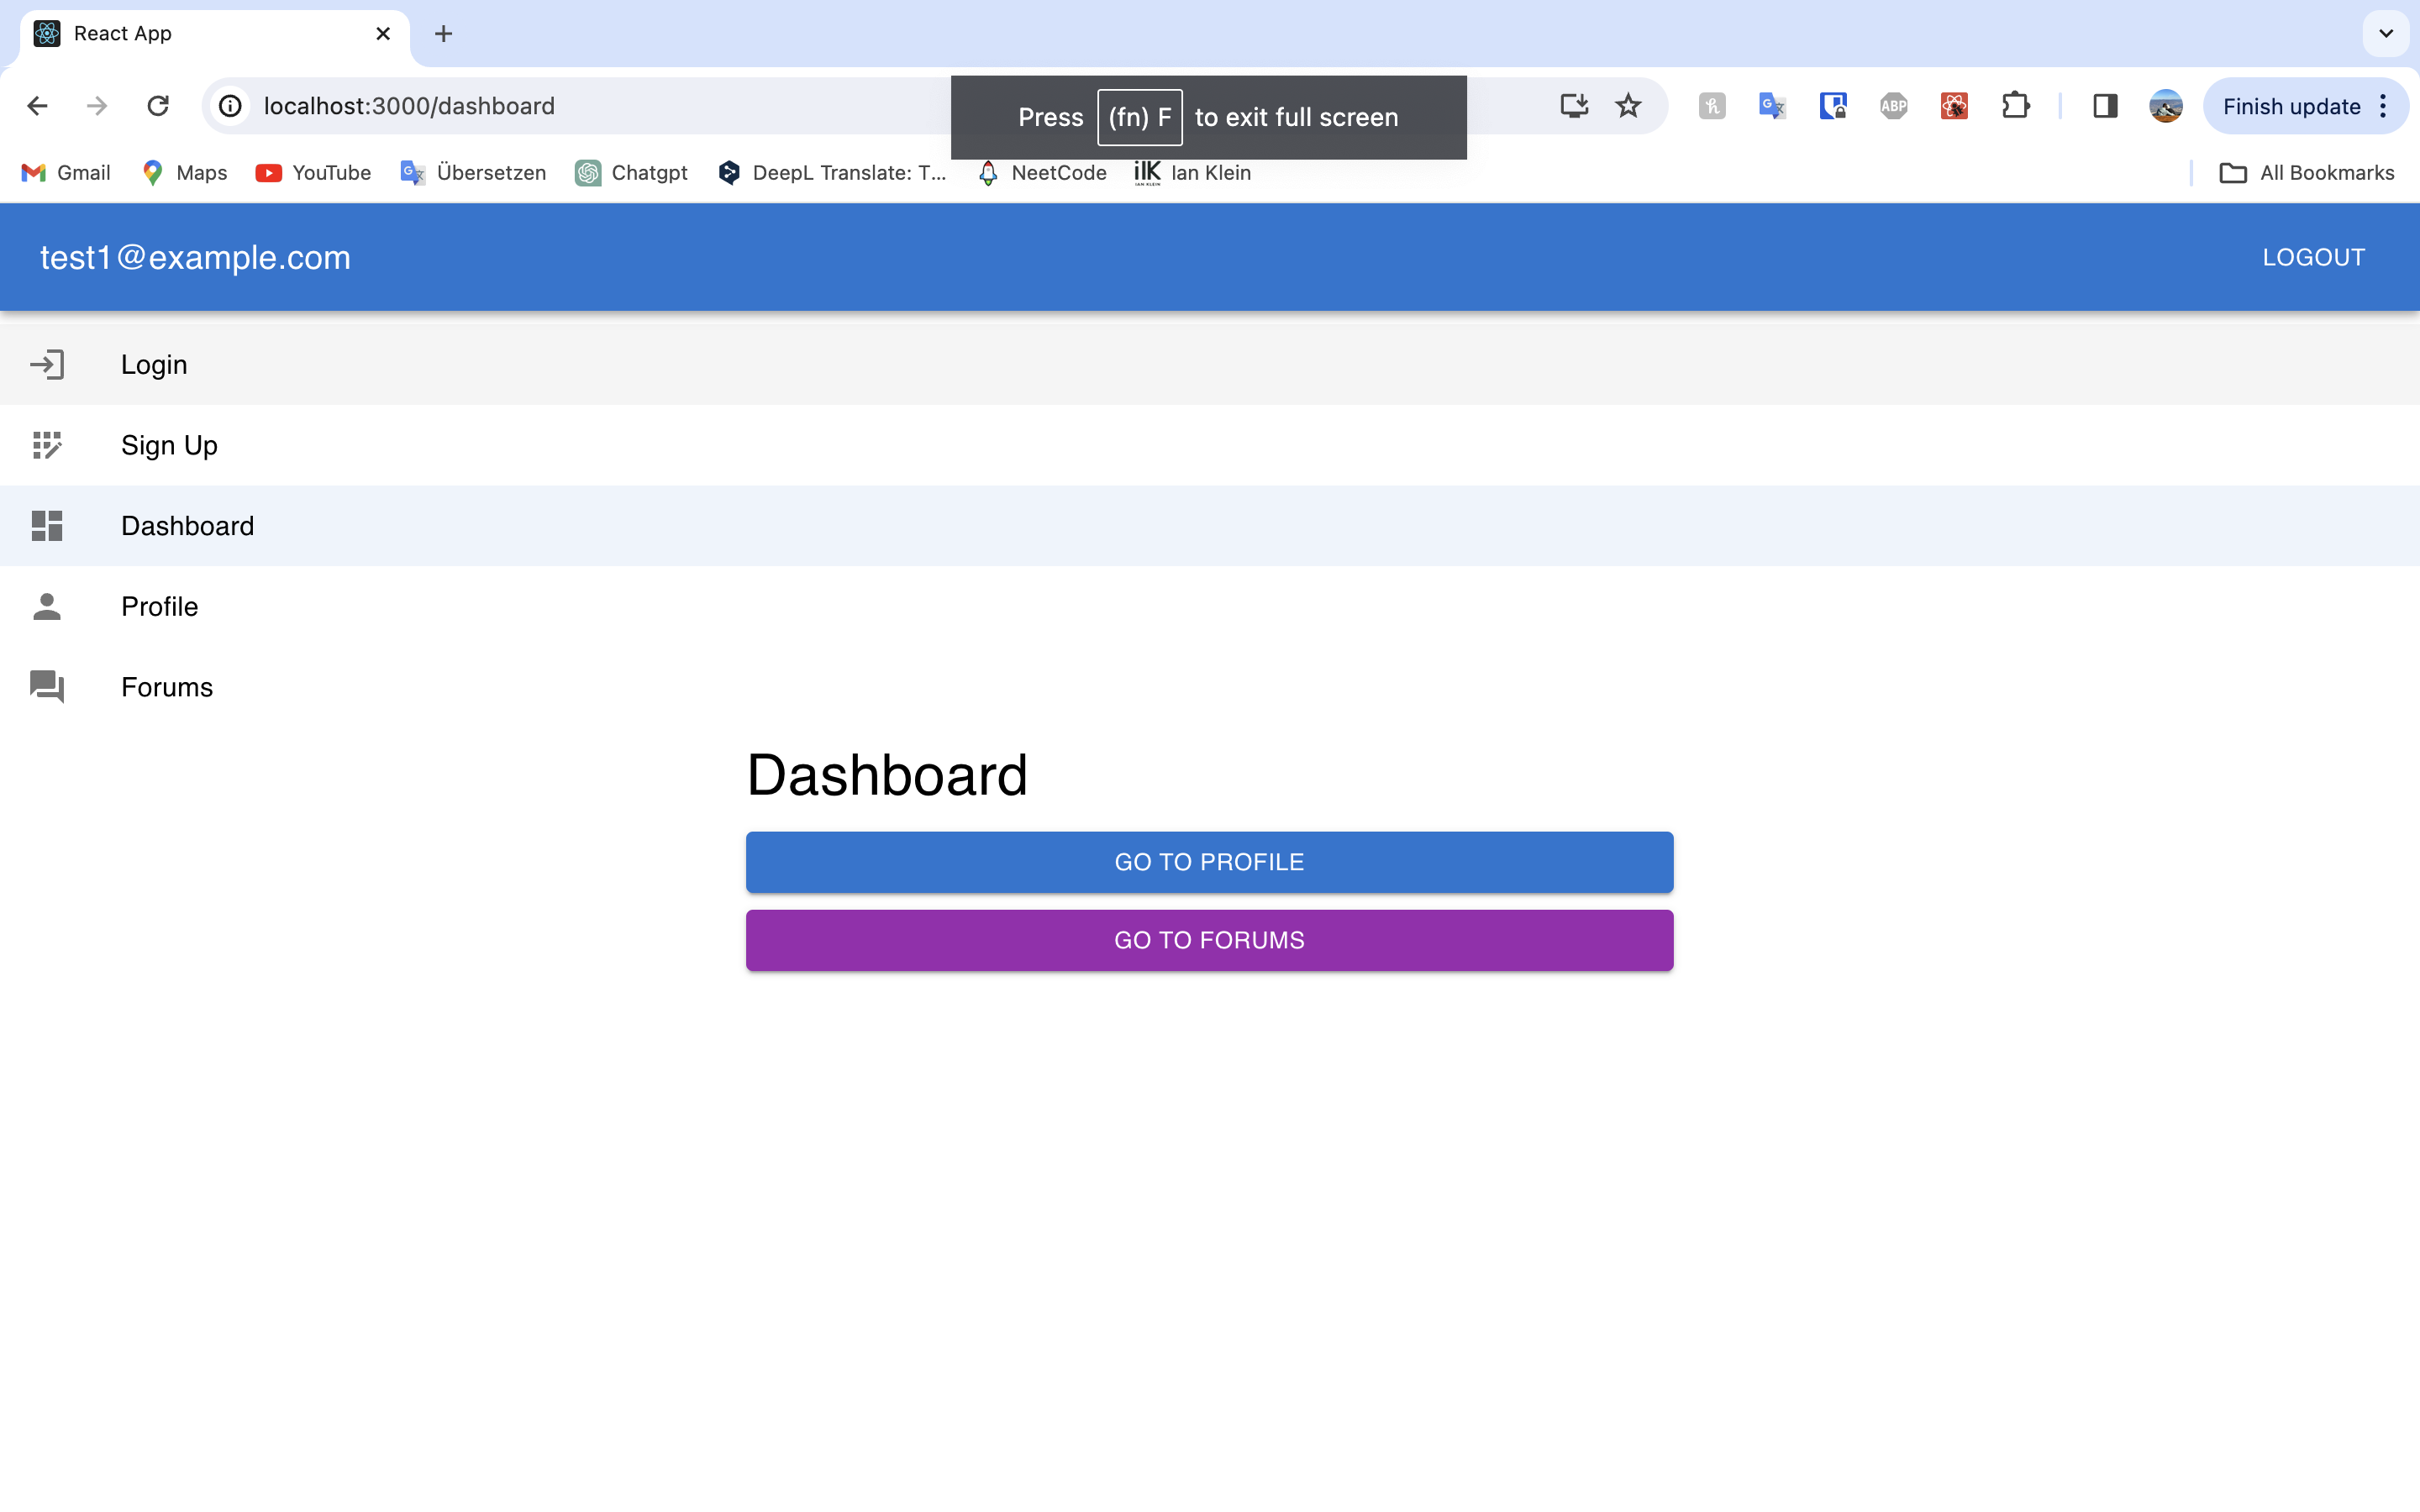 React App
localhost:3000/dashboard
Press (fn) F to exit full screen
ABP
Finish update
Gmail
Maps
YouTube
Übersetzen
Chatgpt
DeepL Translate: T...
NeetCode
Ian Klein
All Bookmarks
test1@example.com
LOGOUT
Login
Sign Up
Dashboard
Profile
Forums
Dashboard
GO TO PROFILE
GO TO FORUMS